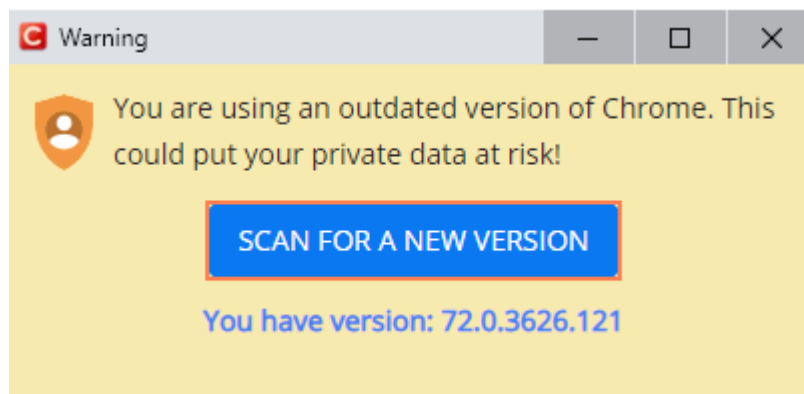 Warning
You are using an outdated version of Chrome. This
could put your private data at risk!
SCAN FOR A NEW VERSION
You have version: 72.0.3626.121